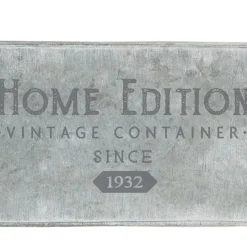 HOME EDITION
·VINTAGE CONTAINER·
SINCE
1932